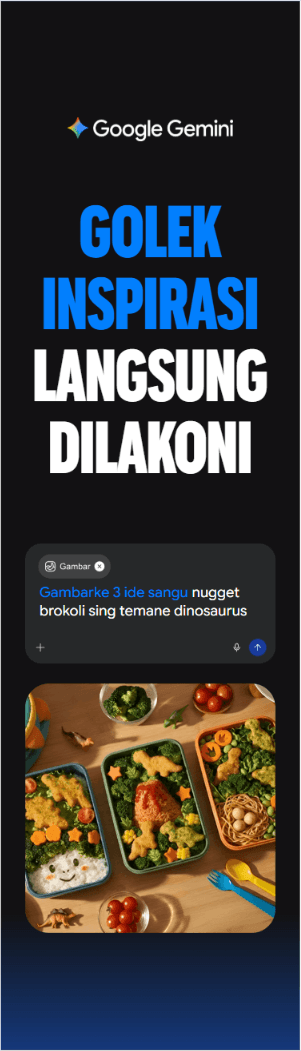 Google Gemini
GOLEK
INSPIRASI
LANGSUNG
DILAKONI
Gambar
Gambarke 3 ide sangu nugget
brokoli sing temane dinosaurus